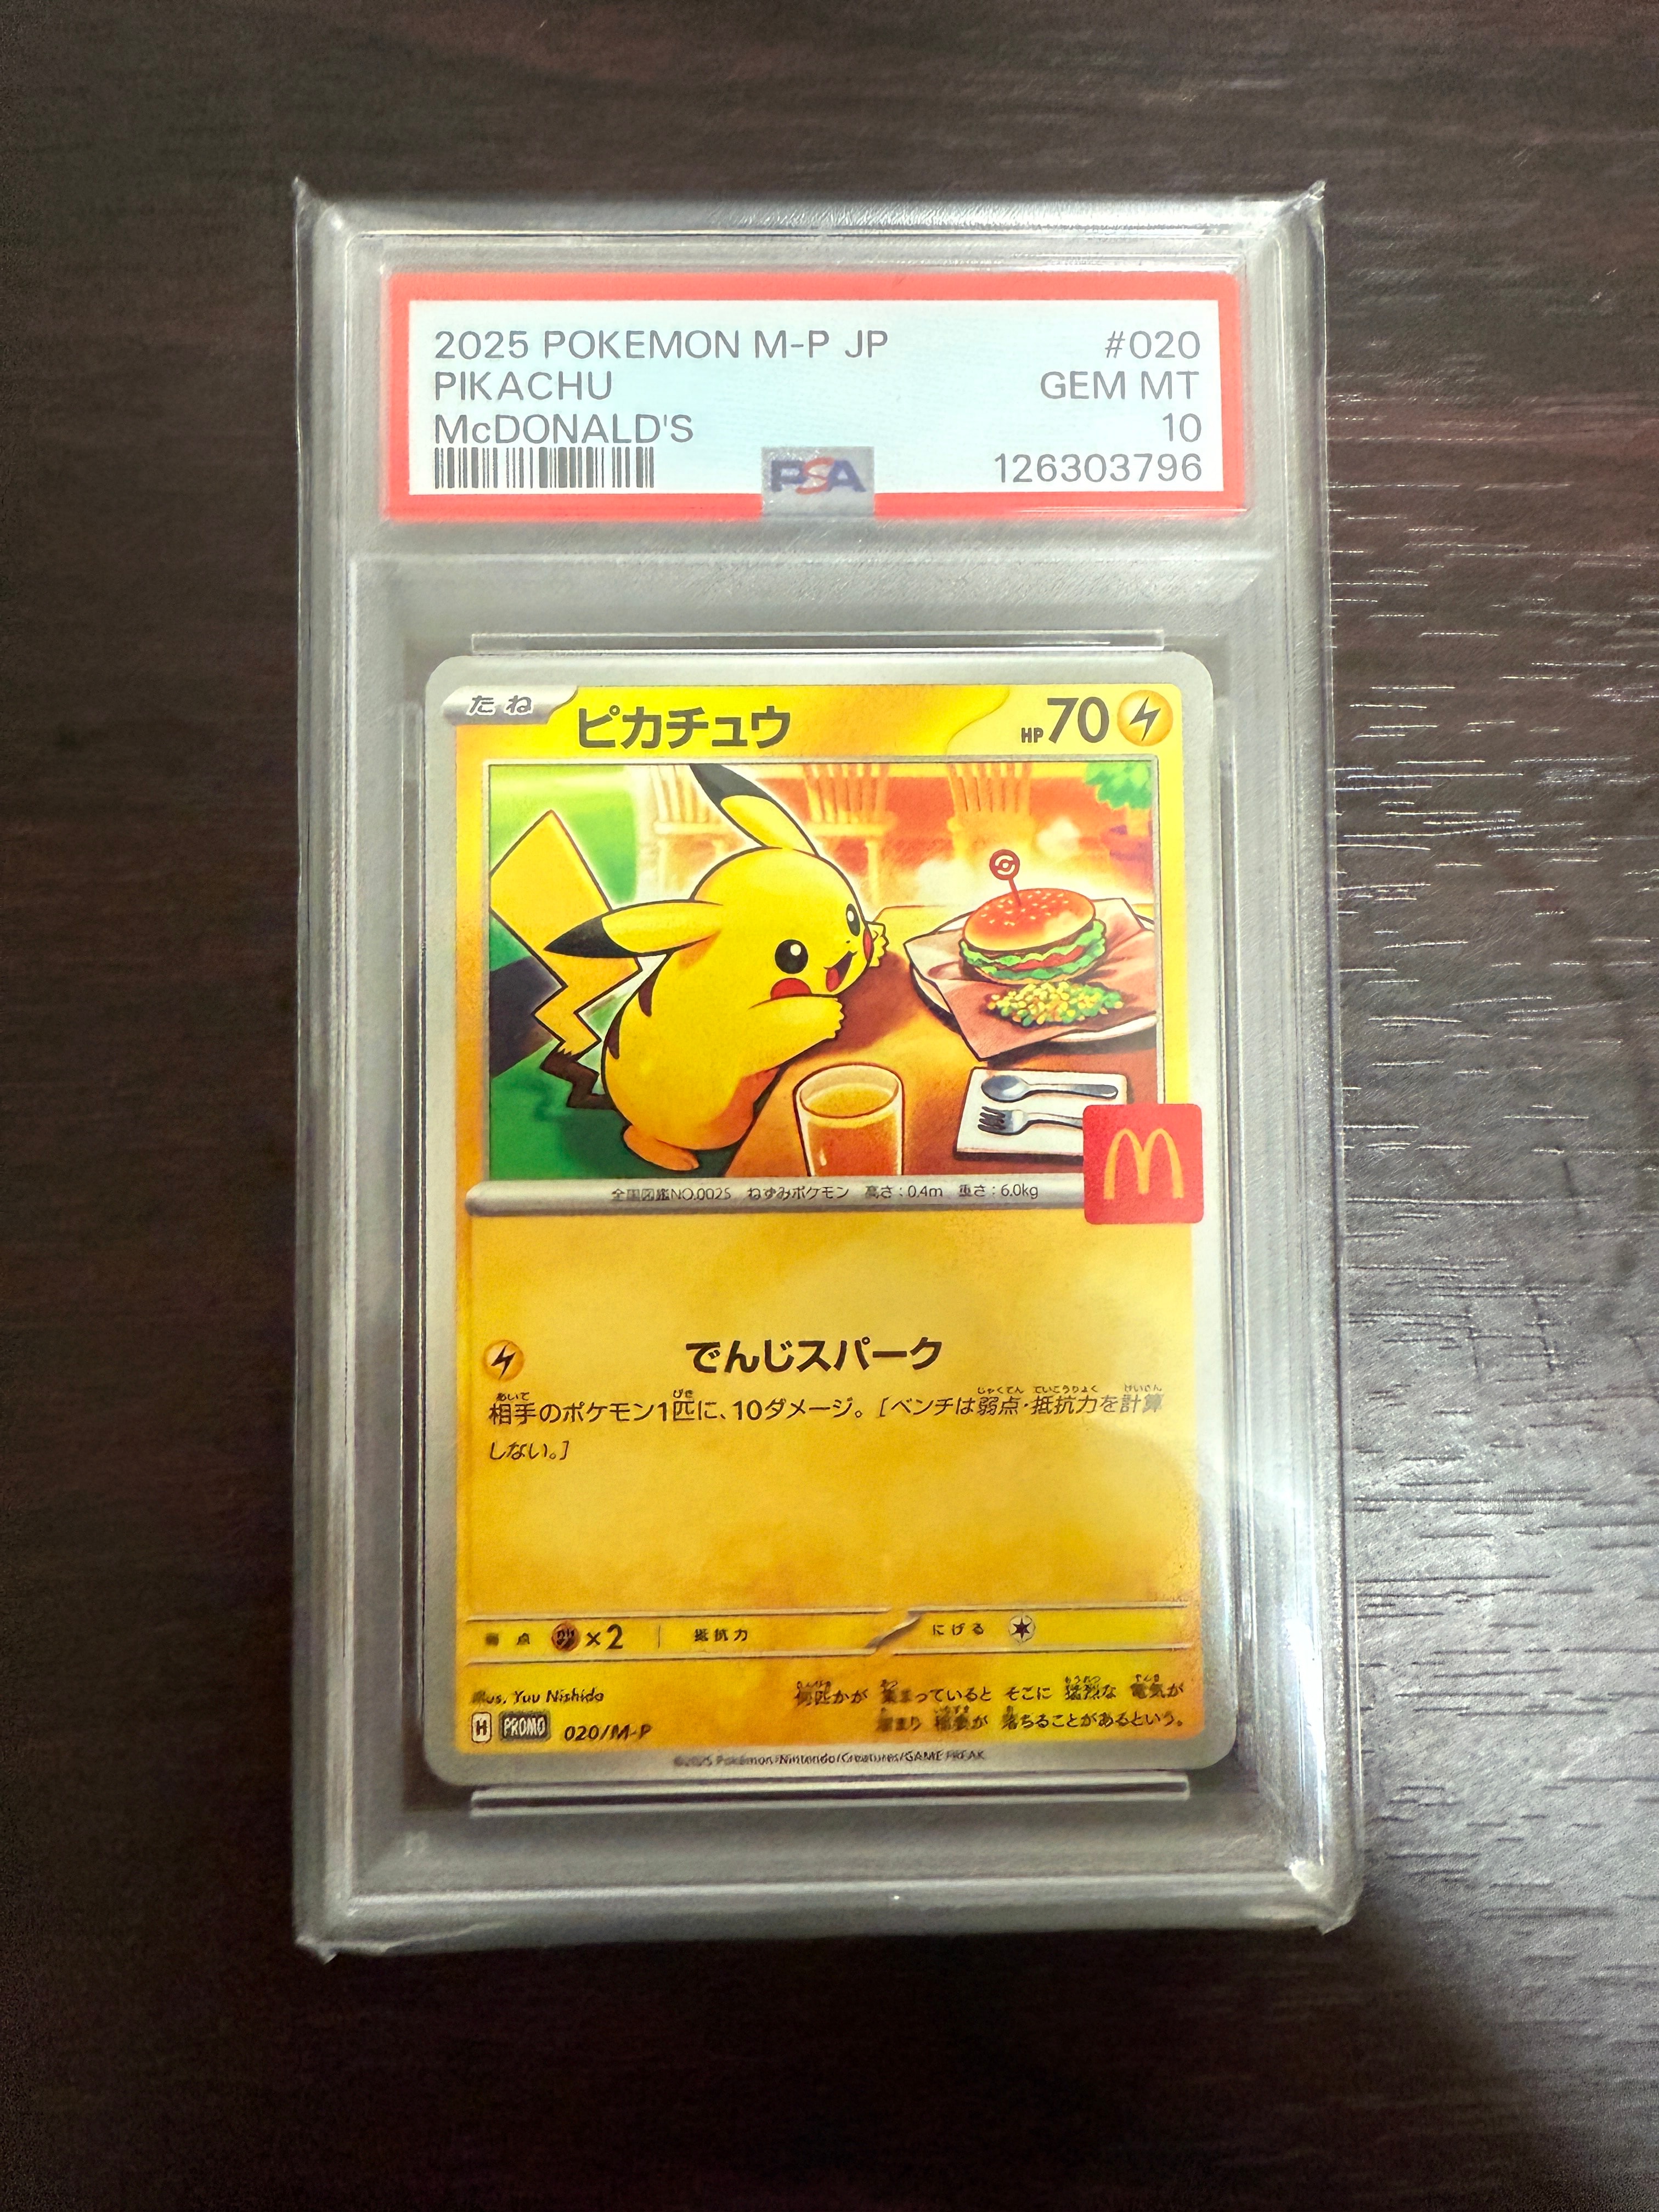 2025 POKEMON M-P JP #020
PIKACHU GEM MT
McDONALD'S 10
PSA 126303796
たね ピカチュウ HP70
全国図鑑NO.0025 ねずみポケモン 高さ:0.4m 重さ:6.0kg
でんじスパーク
相手のポケモン1匹に、10ダメージ。[ベンチは弱点・抵抗力を計算
しない。]
弱点 ×2 抵抗力 にげる
Illus. Yuu Nishida
何匹かが 集まっていると そこに 猛烈な 電気が
落ちることがあるという。
H PROMO 020/M-P
©2025 Pokémon/Nintendo/Creatures/GAME FREAK